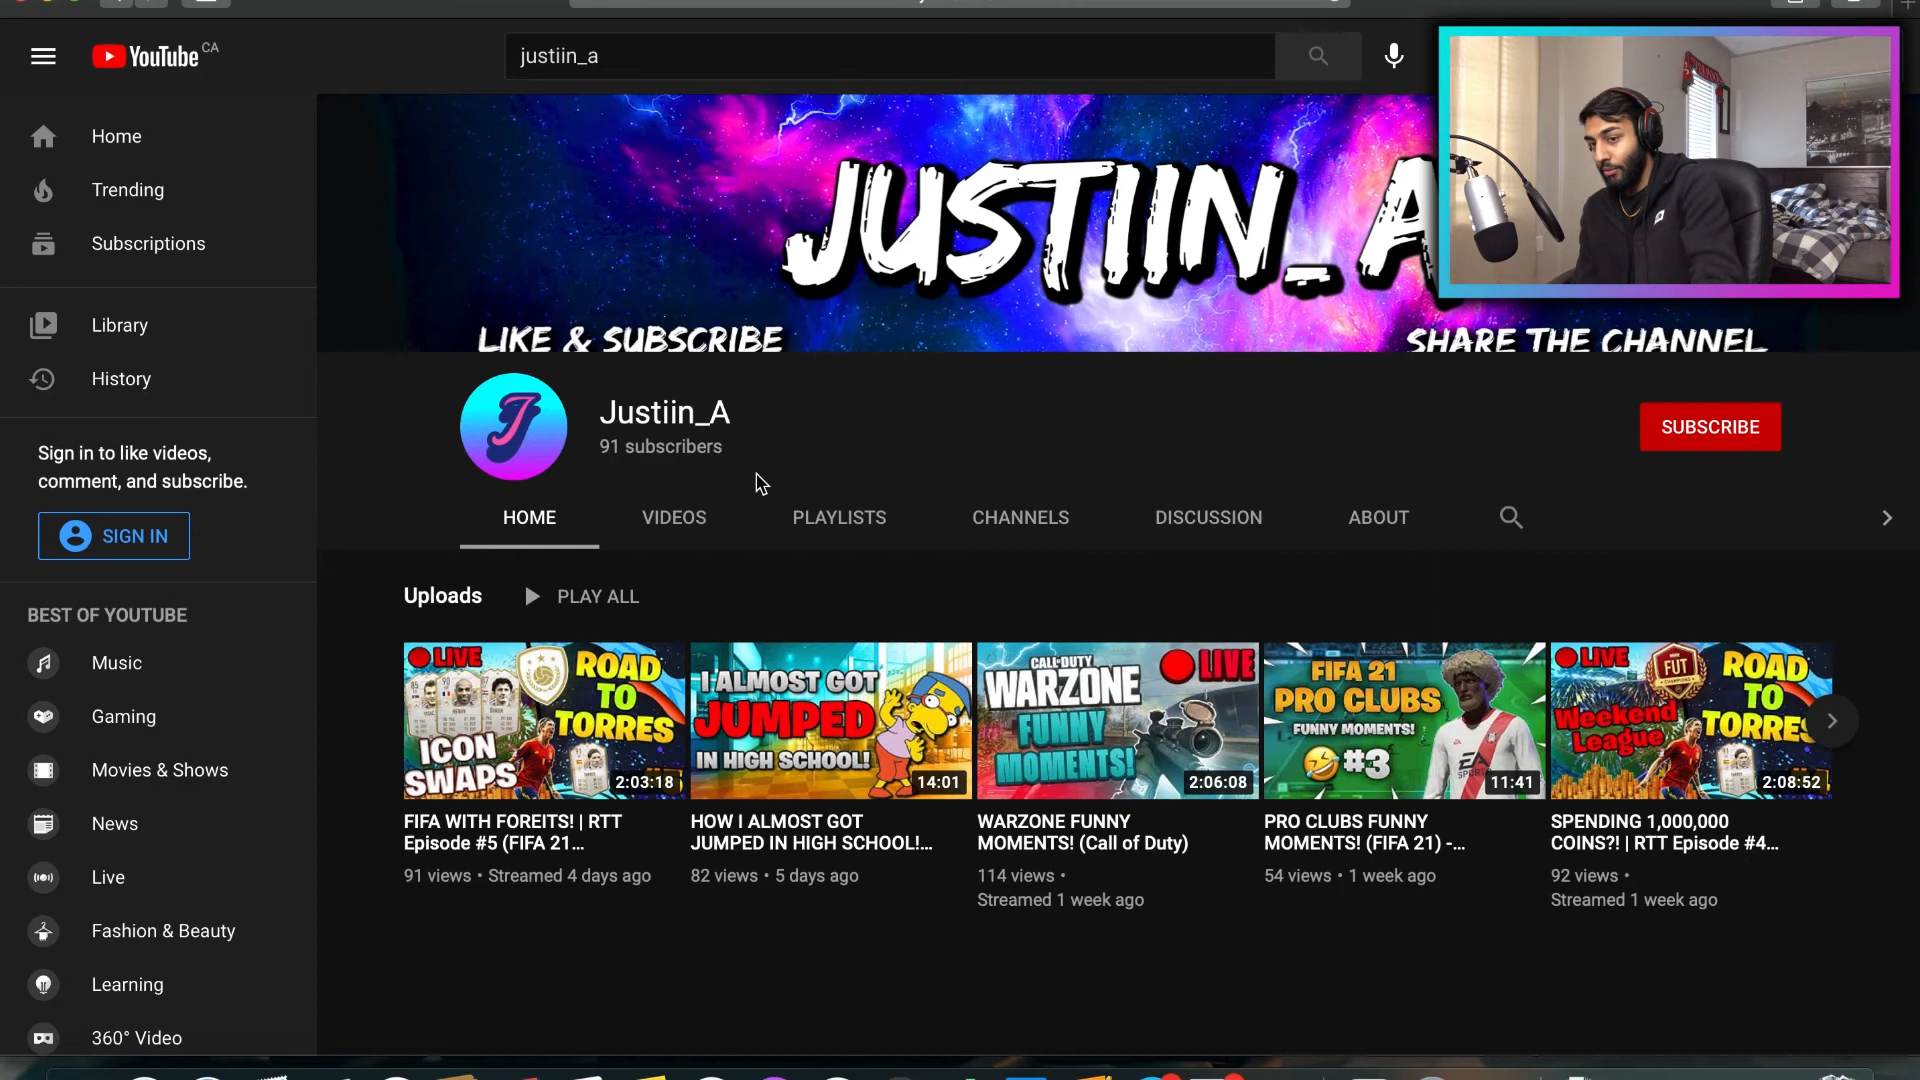 YouTube CA
justiin_a
Home
Trending
Subscriptions
Library
History
Sign in to like videos,
comment, and subscribe.
SIGN IN
BEST OF YOUTUBE
Music
Gaming
Movies & Shows
News
Live
Fashion & Beauty
Learning
360° Video
JUSTIIN_A
LIKE & SUBSCRIBE
SHARE THE CHANNEL
J
Justiin_A
91 subscribers
SUBSCRIBE
HOME
VIDEOS
PLAYLISTS
CHANNELS
DISCUSSION
ABOUT
Uploads
PLAY ALL
LIVE
ROAD
TO
TORRES
ICON
SWAPS
2:03:18
FIFA WITH FOREITS! | RTT
Episode #5 (FIFA 21...
91 views • Streamed 4 days ago
I ALMOST GOT
JUMPED
IN HIGH SCHOOL!
14:01
HOW I ALMOST GOT
JUMPED IN HIGH SCHOOL!...
82 views • 5 days ago
CALL OF DUTY
WARZONE
LIVE
FUNNY
MOMENTS!
2:06:08
WARZONE FUNNY
MOMENTS! (Call of Duty)
114 views •
Streamed 1 week ago
FIFA 21
PRO CLUBS
FUNNY MOMENTS!
#3
EA
SPORTS
11:41
PRO CLUBS FUNNY
MOMENTS! (FIFA 21) -...
54 views • 1 week ago
LIVE
FUT
CHAMPIONS
ROAD
TO
TORRES
Weekend
League
2:08:52
SPENDING 1,000,000
COINS?! | RTT Episode #4...
92 views •
Streamed 1 week ago